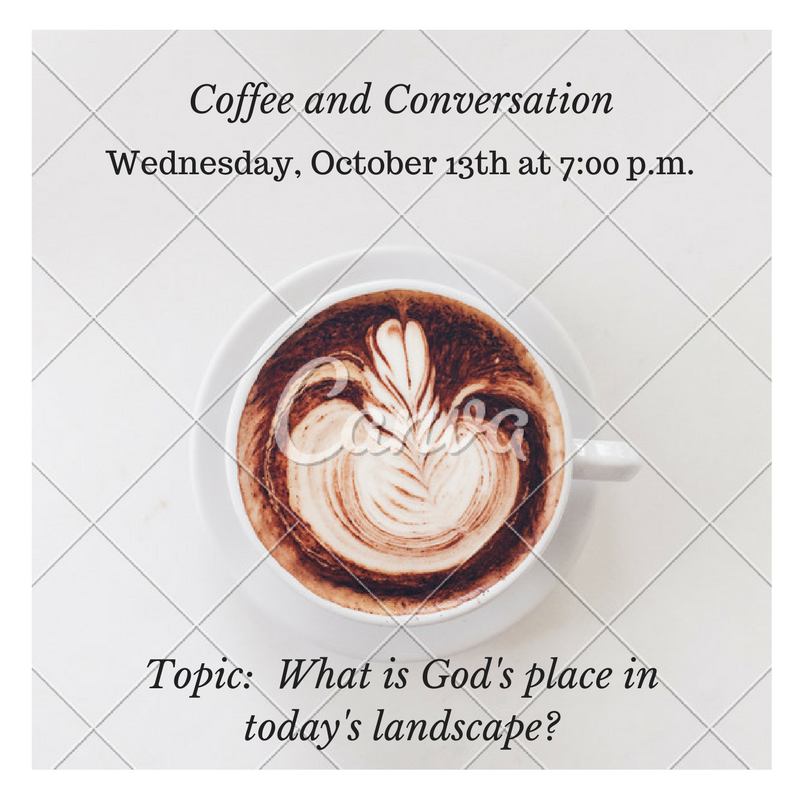 Coffee and Conversation
Wednesday, October 13th at 7:00 p.m.
Canva
Topic:  What is God's place in
today's landscape?